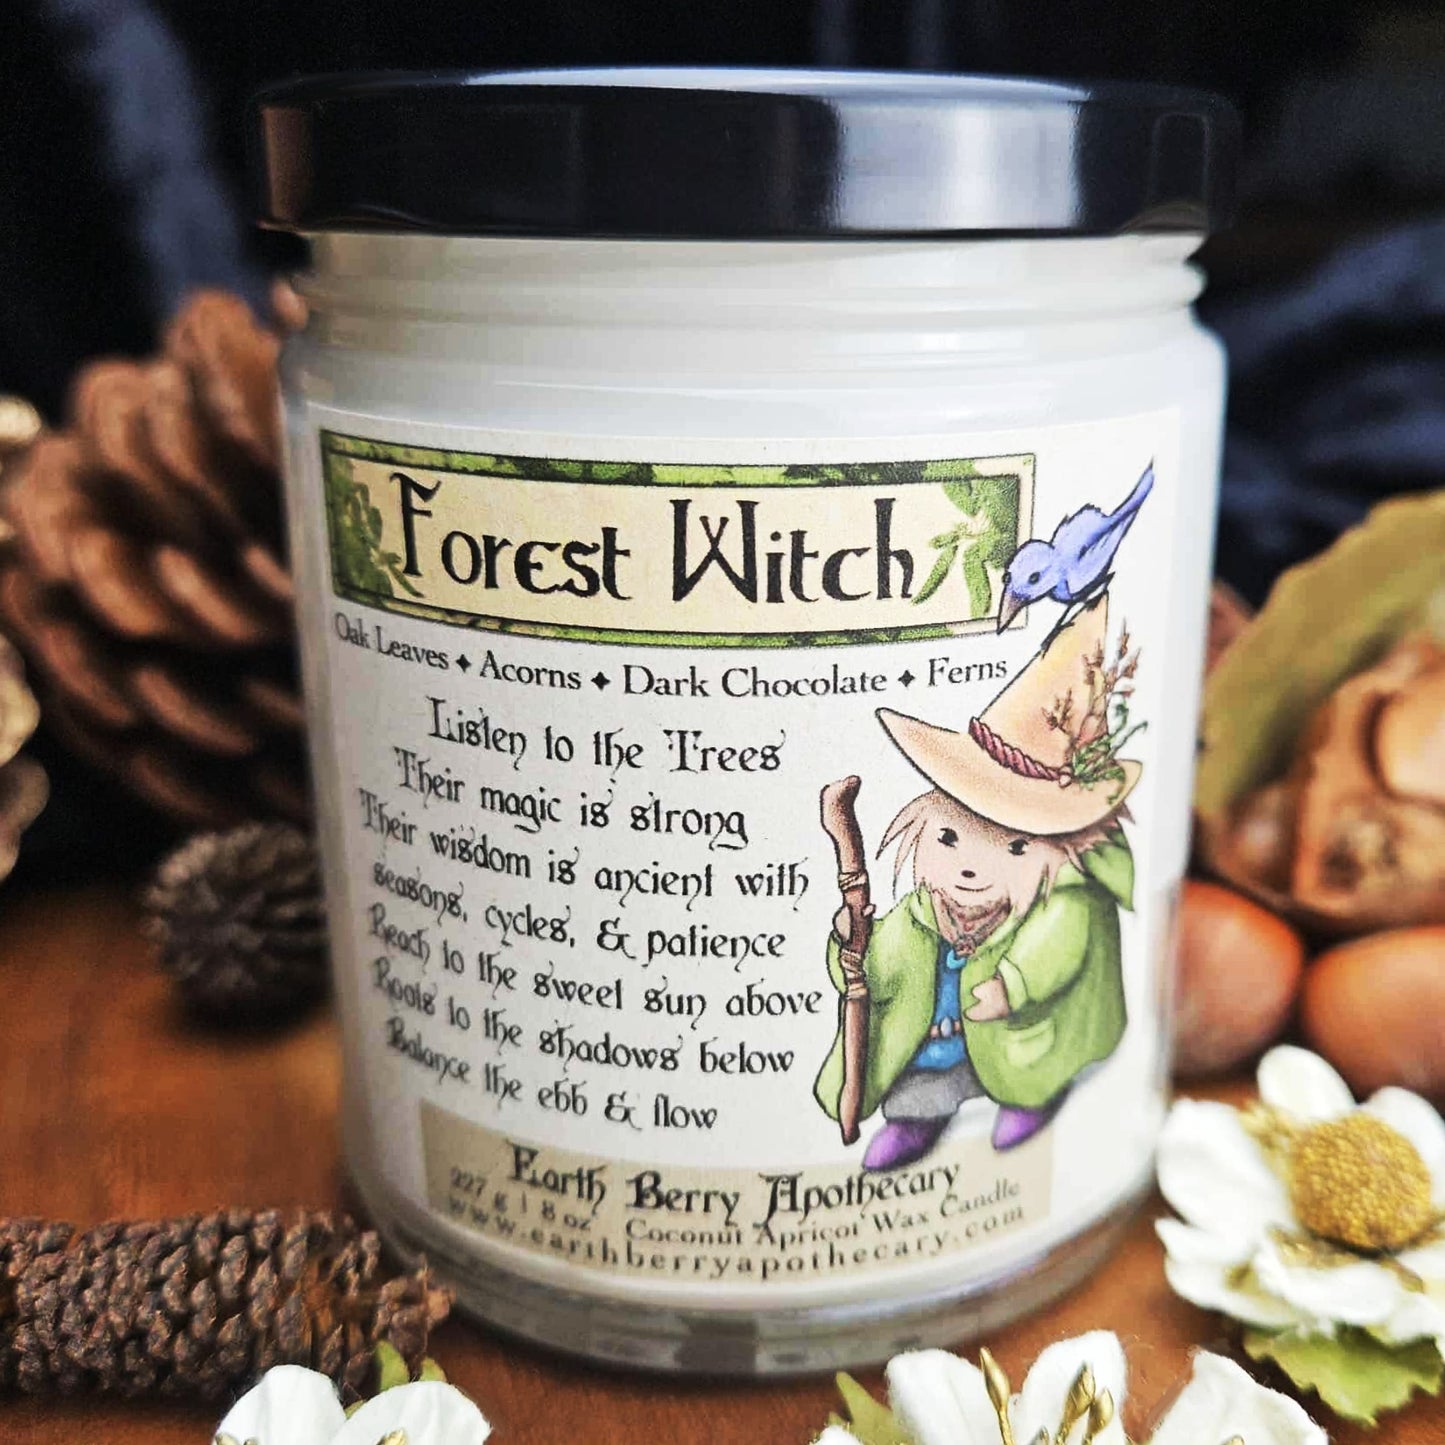 Forest Witch
Oak Leaves ✦ Acorns ✦ Dark Chocolate ✦ Ferns
Listen to the Trees
Their magic is strong
Their wisdom is ancient with
seasons, cycles, & patience
Reach to the sweet sun above
Roots to the shadows below
Balance the ebb & flow
Earth Berry Apothecary
227 g | 8 oz Coconut Apricot Wax Candle
www.earthberryapothecary.com